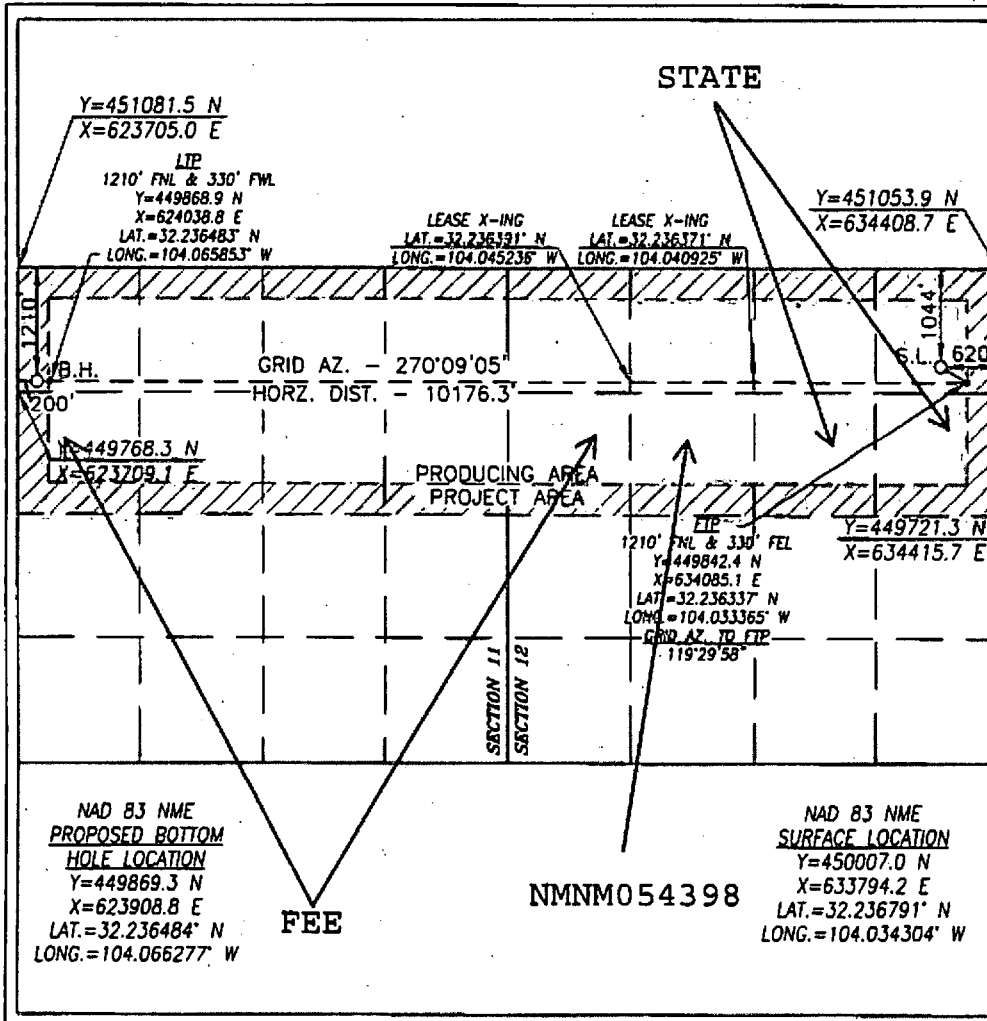 STATE
Y=451081.5 N
X=623705.0 E
LTP
1210' FNL & 330' FWL
Y=449868.9 N
X=624038.8 E
LAT.=32.236483° N
LONG.=104.065853° W
LEASE X-ING
LAT.=32.236391° N
LONG.=104.045236° W
LEASE X-ING
LAT.=32.236371° N
LONG.=104.040925° W
Y=451053.9 N
X=634408.7 E
1210'
1044'
B.H.
200'
GRID AZ. - 270°09'05"
HORZ. DIST. - 10176.3'
S.L.
620
Y=449768.3 N
X=623709.1 E
PRODUCING AREA
PROJECT AREA
FTP
1210' FNL & 330' FEL
Y=449842.4 N
X=634085.1 E
LAT.=32.236337° N
LONG.=104.033365° W
GRID AZ. TO FTP
119°29'58"
Y=449721.3 N
X=634415.7 E
SECTION 11
SECTION 12
NAD 83 NME
PROPOSED BOTTOM
HOLE LOCATION
Y=449869.3 N
X=623908.8 E
LAT.=32.236484° N
LONG.=104.066277° W
FEE
NMNM054398
NAD 83 NME
SURFACE LOCATION
Y=450007.0 N
X=633794.2 E
LAT.=32.236791° N
LONG.=104.034304° W